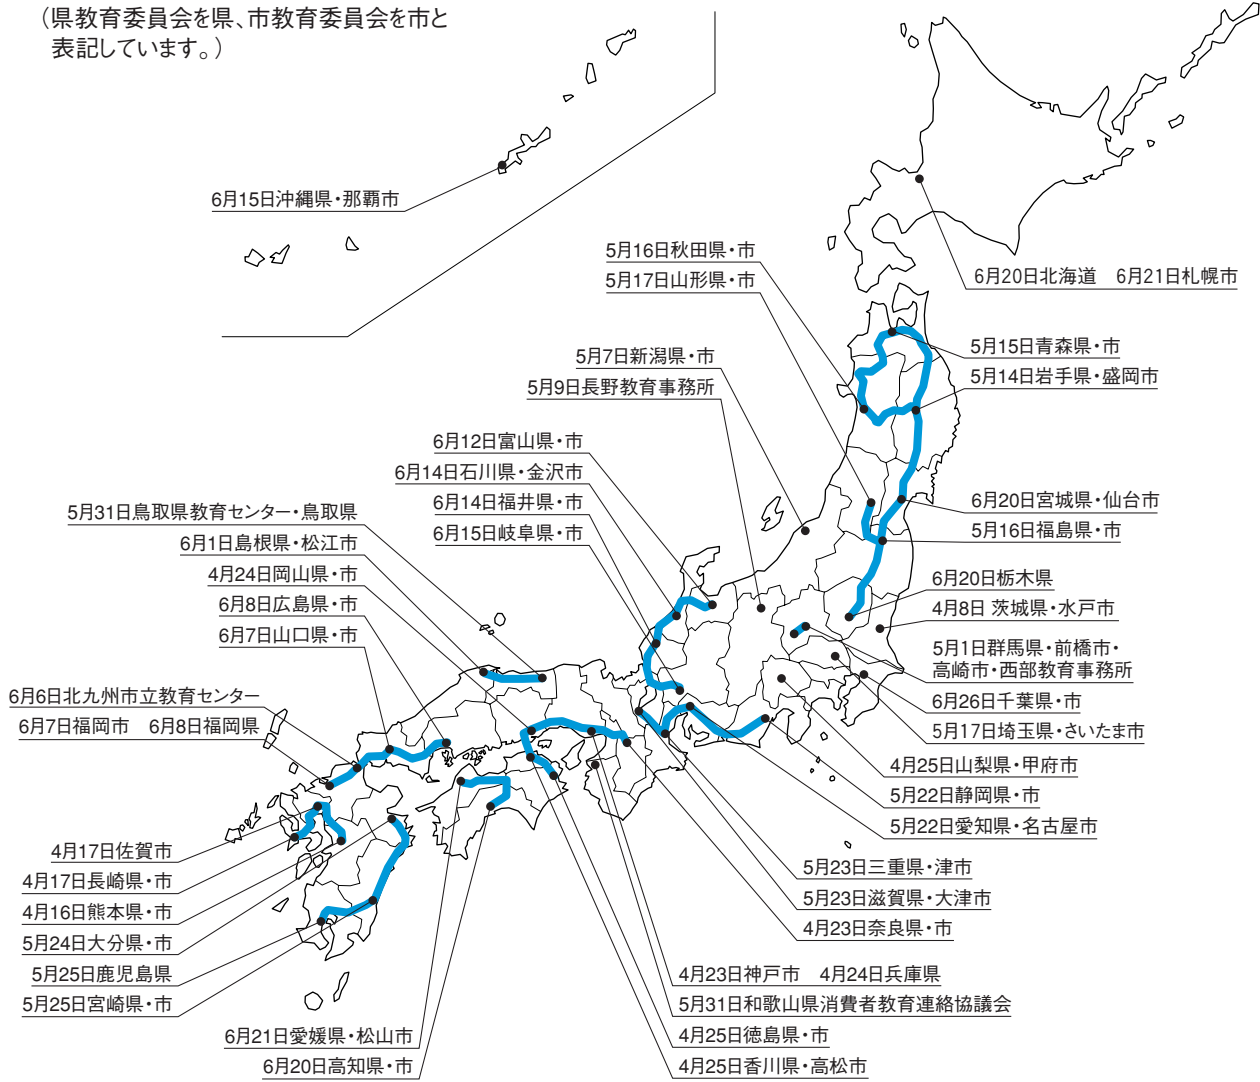 （県教育委員会を県、市教育委員会を市と
表記しています。）
6月15日沖縄県・那覇市
5月16日秋田県・市
5月17日山形県・市
6月20日北海道　6月21日札幌市
5月7日新潟県・市
5月9日長野教育事務所
5月15日青森県・市
5月14日岩手県・盛岡市
6月12日富山県・市
6月14日石川県・金沢市
6月14日福井県・市
6月15日岐阜県・市
5月31日鳥取県教育センター・鳥取県
6月1日島根県・松江市
4月24日岡山県・市
6月8日広島県・市
6月7日山口県・市
6月20日宮城県・仙台市
5月16日福島県・市
6月20日栃木県
4月8日 茨城県・水戸市
5月1日群馬県・前橋市・
高崎市・西部教育事務所
6月26日千葉県・市
5月17日埼玉県・さいたま市
4月25日山梨県・甲府市
5月22日静岡県・市
5月22日愛知県・名古屋市
6月6日北九州市立教育センター
6月7日福岡市　6月8日福岡県
4月17日佐賀市
4月17日長崎県・市
4月16日熊本県・市
5月24日大分県・市
5月25日鹿児島県
5月25日宮崎県・市
5月23日三重県・津市
5月23日滋賀県・大津市
4月23日奈良県・市
4月23日神戸市　4月24日兵庫県
5月31日和歌山県消費者教育連絡協議会
4月25日徳島県・市
4月25日香川県・高松市
6月21日愛媛県・松山市
6月20日高知県・市